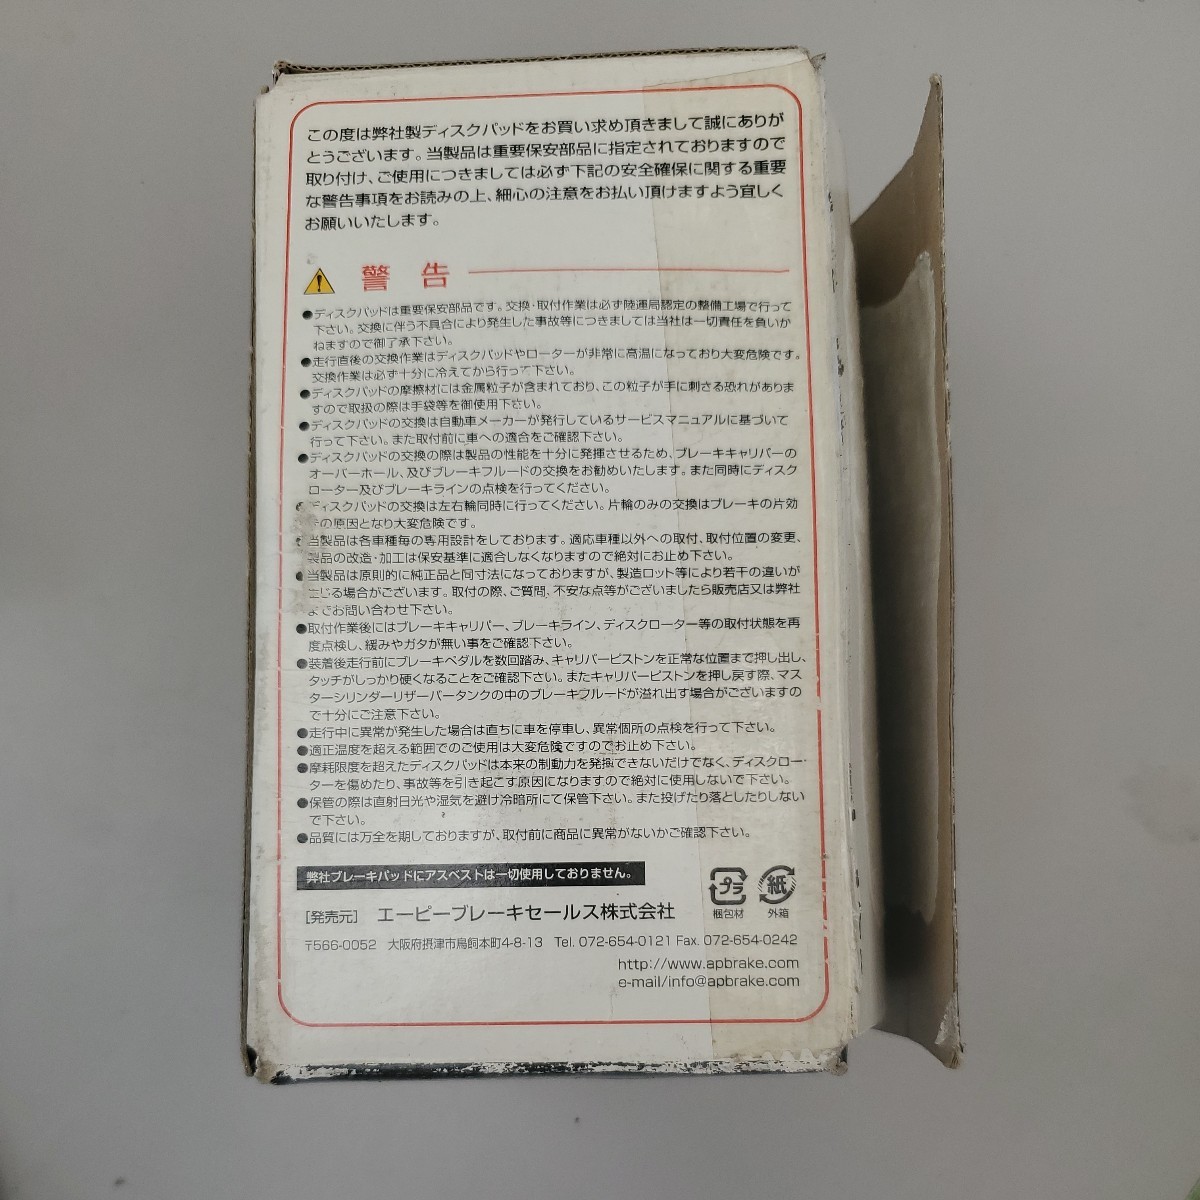 この度は弊社製ディスクパッドをお買い求め頂きまして誠にありが
とうございます。当製品は重要保安部品に指定されておりますので
取り付け、ご使用につきましては必ず下記の安全確保に関する重要
な警告事項をお読みの上、細心の注意をお払い頂けますよう宜しく
お願いいたします。
警 告
●ディスクパッドは重要保安部品です。交換・取付作業は必ず陸運局認定の整備工場で行って
下さい。交換に伴う不具合により発生した事故等につきましては当社は一切責任を負いか
ねますので御了承下さい。
●走行直後の交換作業はディスクパッドやローターが非常に高温になっており大変危険です。
交換作業は必ず十分に冷えてから行って下さい。
●ディスクパッドの摩擦材には金属粒子が含まれており、この粒子が手に刺さる恐れがありま
すので取扱の際は手袋等を御使用下さい。
●ディスクパッドの交換は自動車メーカーが発行しているサービスマニュアルに基づいて
行って下さい。また取付前に車への適合をご確認下さい。
●ディスクパッドの交換の際は製品の性能を十分に発揮させるため、ブレーキキャリパーの
オーバーホール、及びブレーキフルードの交換をお勧めいたします。また同時にディスク
ローター及びブレーキラインの点検を行ってください。
ディスクパッドの交換は左右輪同時に行ってください。片輪のみの交換はブレーキの片効
きの原因となり大変危険です。
当製品は各車種毎の専用設計をしております。適応車種以外への取付、取付位置の変更、
製品の改造・加工は保安基準に適合しなくなりますので絶対にお止め下さい。
●当製品は原則的に純正品と同寸法になっておりますが、製造ロット等により若干の違いが
生じる場合がございます。取付の際、ご質問、不安な点等がございましたら販売店又は弊社
までお問い合わせ下さい。
●取付作業後にはブレーキキャリパー、ブレーキライン、ディスクローター等の取付状態を再
度点検し、緩みやガタが無い事をご確認下さい。
●装着後走行前にブレーキペダルを数回踏み、キャリパーピストンを正常な位置まで押し出し、
タッチがしっかり硬くなることをご確認下さい。またキャリパーピストンを押し戻す際、マス
ターシリンダーリザーバータンクの中のブレーキフルードが溢れ出す場合がございますの
で十分にご注意下さい。
●走行中に異常が発生した場合は直ちに車を停車し、異常個所の点検を行って下さい。
●適正温度を超える範囲でのご使用は大変危険ですのでお止め下さい。
●摩耗限度を超えたディスクパッドは本来の制動力を発揮できないだけでなく、ディスクロー
ターを傷めたり、事故等を引き起こす原因になりますので絶対に使用しないで下さい。
●保管の際は直射日光や湿気を避け冷暗所にて保管下さい。また投げたり落としたりしない
で下さい。
●品質には万全を期しておりますが、取付前に商品に異常がないかご確認下さい。
弊社ブレーキパッドにアスベストは一切使用しておりません。
プラ 紙
梱包材 外箱
[発売元] エーピーブレーキセールス株式会社
〒566-0052 大阪府摂津市鳥飼本町4-8-13 Tel. 072-654-0121 Fax. 072-654-0242
http://www.apbrake.com
e-mail/info@apbrake.com